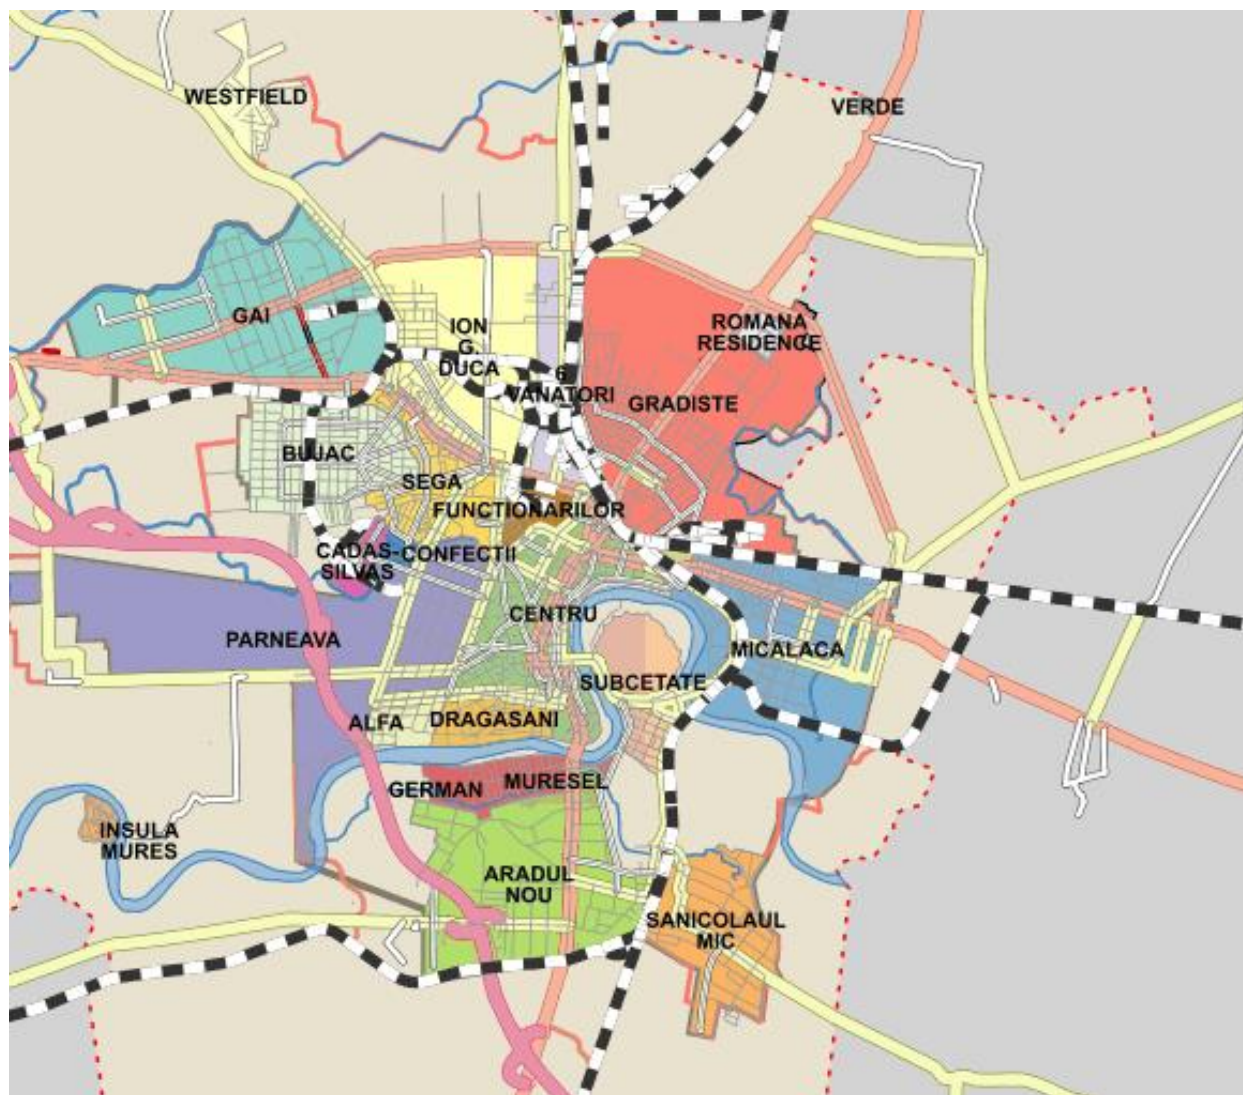 WESTFIELD
VERDE
GAI
ION
G.
DUCA
ROMANA
RESIDENCE
6
VANATORI
GRADISTE
BUJAC
SEGA
FUNCTIONARILOR
CADAS-
SILVAS
CONFECTII
CENTRU
PARNEAVA
MICALACA
SUBCETATE
ALFA
DRAGASANI
GERMAN
MURESEL
INSULA
MURES
ARADUL
NOU
SANICOLAUL
MIC